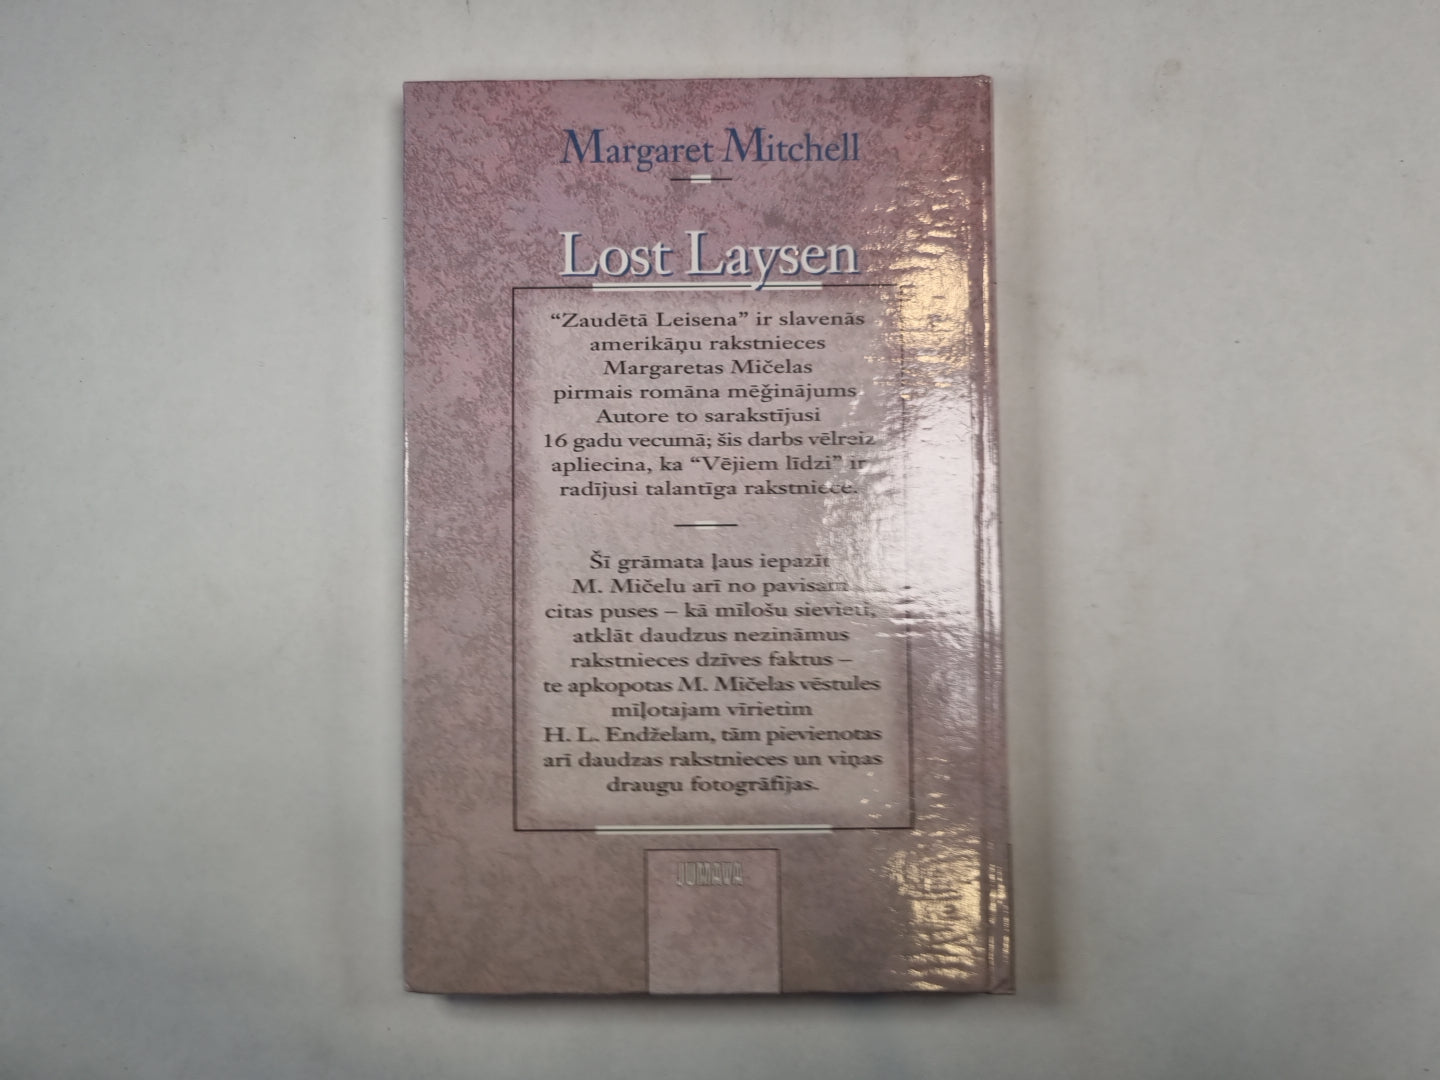 Margaret Mitchell
Lost Laysen
“Zaudētā Leisena” ir slavenās
amerikāņu rakstnieces
Margaretas Mičelas
pirmais romāna mēģinājums
Autore to sarakstījusi
16 gadu vecumā; šis darbs vēlreiz
apliecina, ka “Vējiem līdzi” ir
radījusi talantīga rakstniece.
Šī grāmata ļaus iepazīt
M. Mičelu arī no pavisam
citas puses – kā mīlošu sievieti,
atklāt daudzus nezināmus
rakstnieces dzīves faktus –
te apkopotas M. Mičelas vēstules
mīļotajam vīrietim
H. L. Endželam, tām pievienotas
arī daudzas rakstnieces un viņas
draugu fotogrāfijas.
JUMAVA